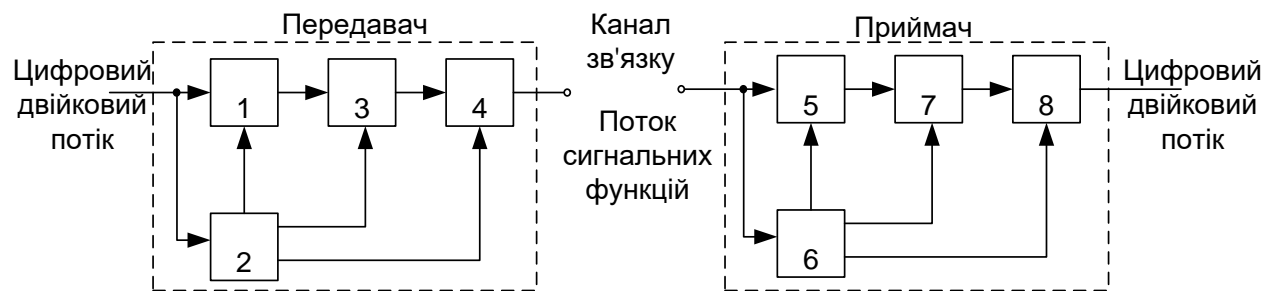 Передавач
Канал
зв'язку
Приймач
Цифровий
двійковий
потік
1
3
4
2
Поток
сигнальних
функцій
5
7
8
6
Цифровий
двійковий
потік